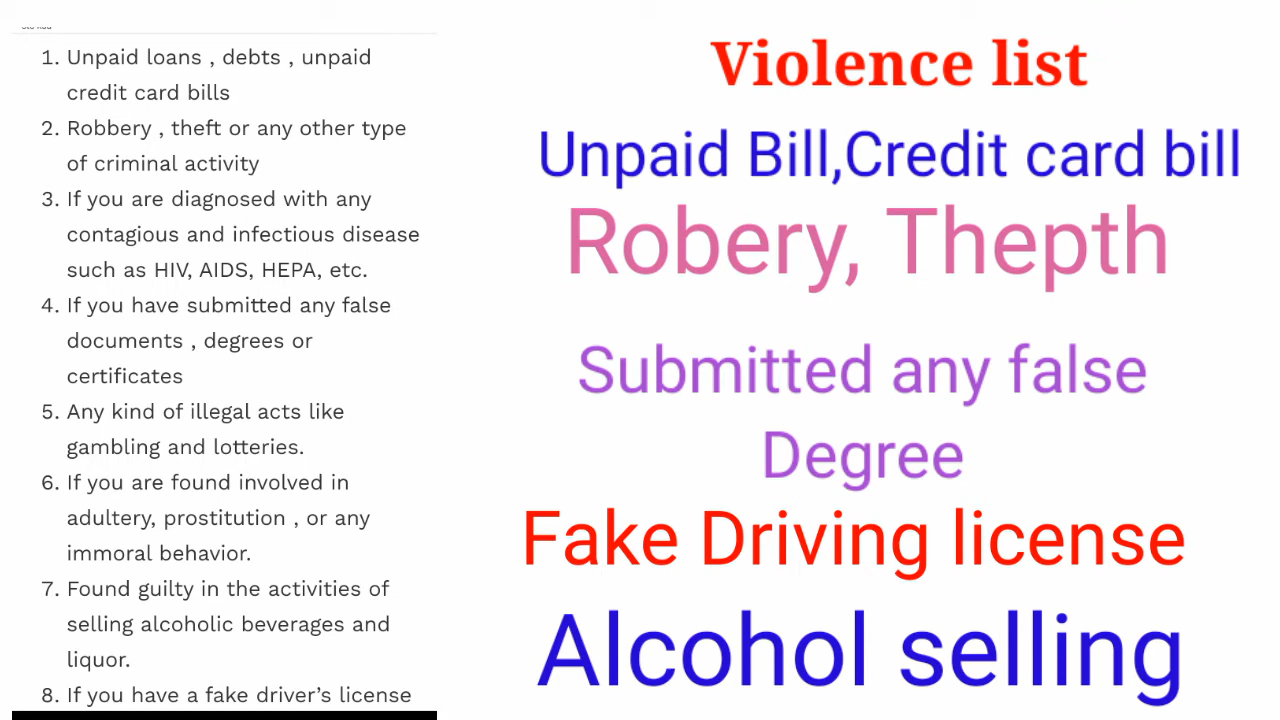 1. Unpaid loans , debts , unpaid
credit card bills
2. Robbery , theft or any other type
of criminal activity
3. If you are diagnosed with any
contagious and infectious disease
such as HIV, AIDS, HEPA, etc.
4. If you have submitted any false
documents , degrees or
certificates
5. Any kind of illegal acts like
gambling and lotteries.
6. If you are found involved in
adultery, prostitution , or any
immoral behavior.
7. Found guilty in the activities of
selling alcoholic beverages and
liquor.
8. If you have a fake driver's license
Violence list
Unpaid Bill,Credit card bill
Robery, Thepth
Submitted any false
Degree
Fake Driving license
Alcohol selling